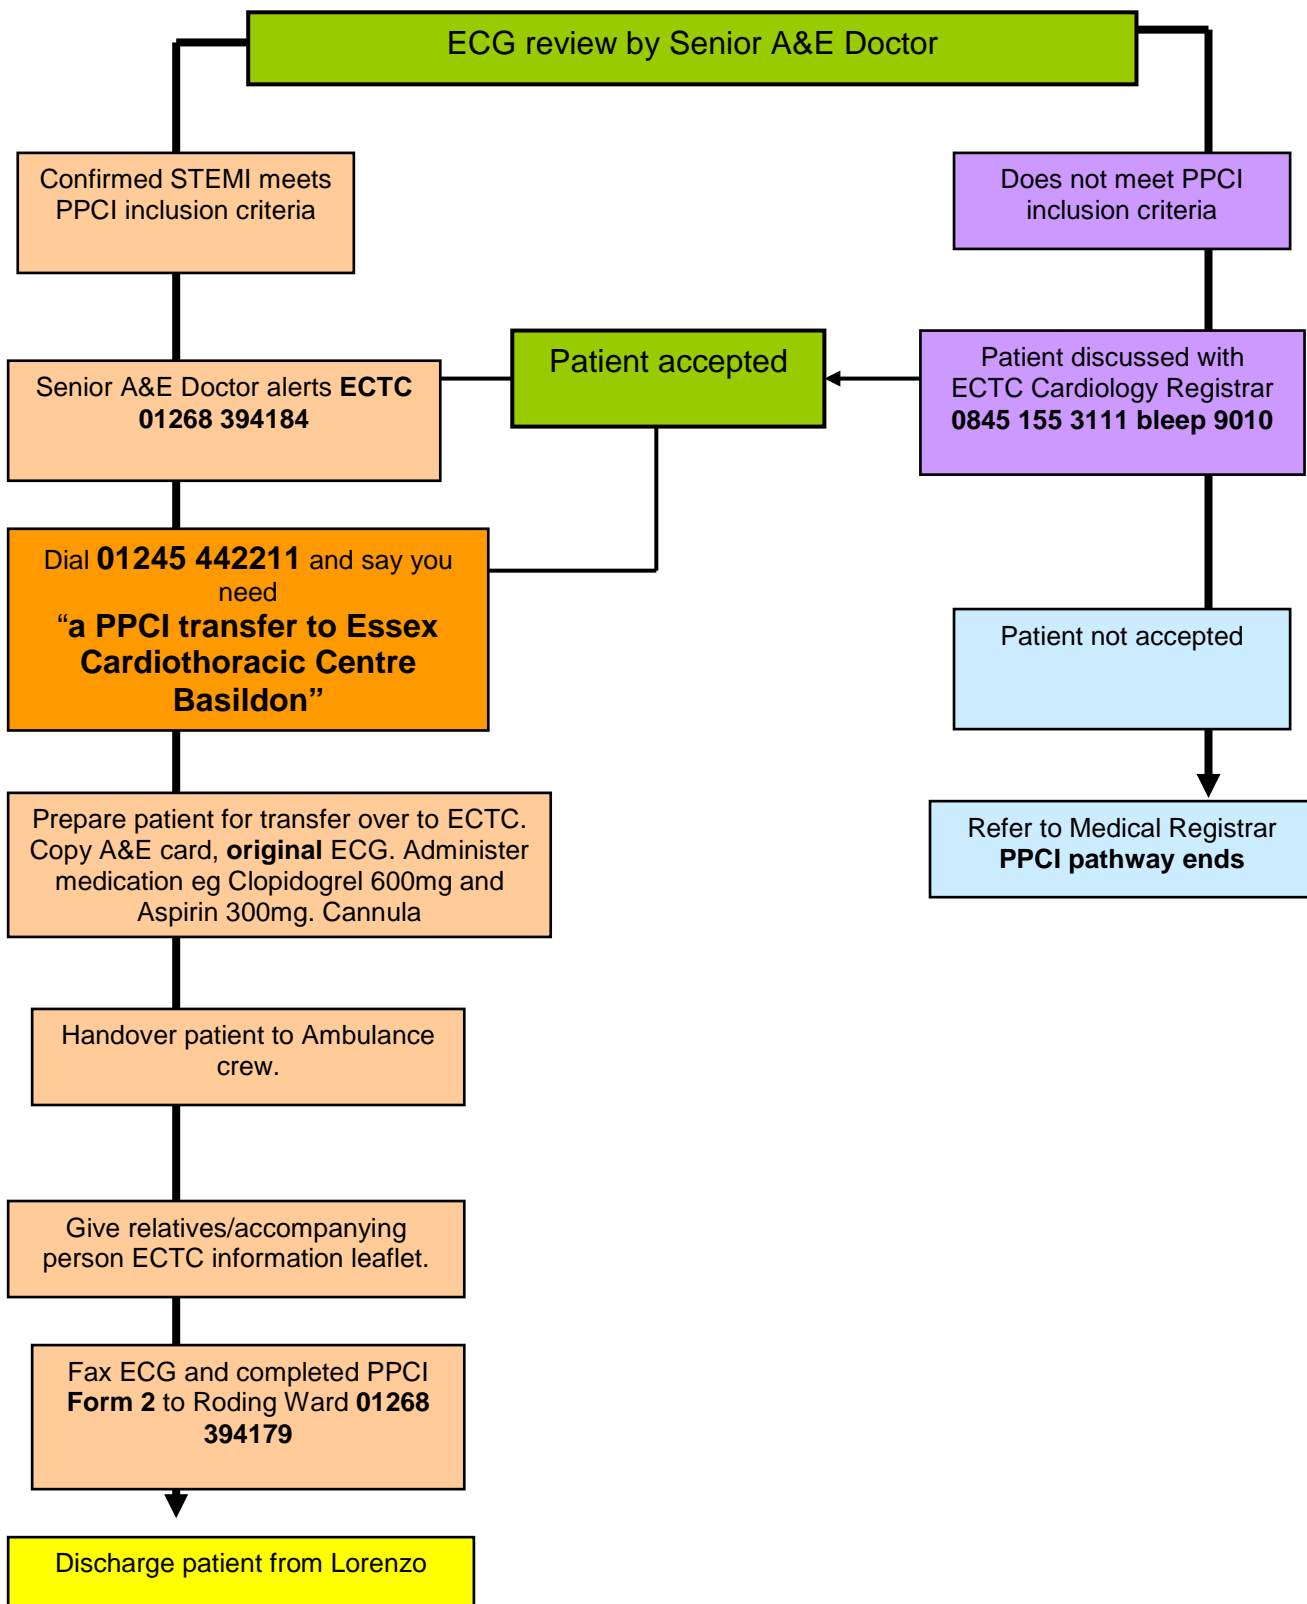 ECG review by Senior A&E Doctor
Confirmed STEMI meets
PPCI inclusion criteria
Does not meet PPCI
inclusion criteria
Patient accepted
Senior A&E Doctor alerts ECTC
01268 394184
Patient discussed with
ECTC Cardiology Registrar
0845 155 3111 bleep 9010
Dial 01245 442211 and say you
need
“a PPCI transfer to Essex
Cardiothoracic Centre
Basildon”
Patient not accepted
Prepare patient for transfer over to ECTC.
Copy A&E card, original ECG. Administer
medication eg Clopidogrel 600mg and
Aspirin 300mg. Cannula
Refer to Medical Registrar
PPCI pathway ends
Handover patient to Ambulance
crew.
Give relatives/accompanying
person ECTC information leaflet.
Fax ECG and completed PPCI
Form 2 to Roding Ward 01268
394179
Discharge patient from Lorenzo